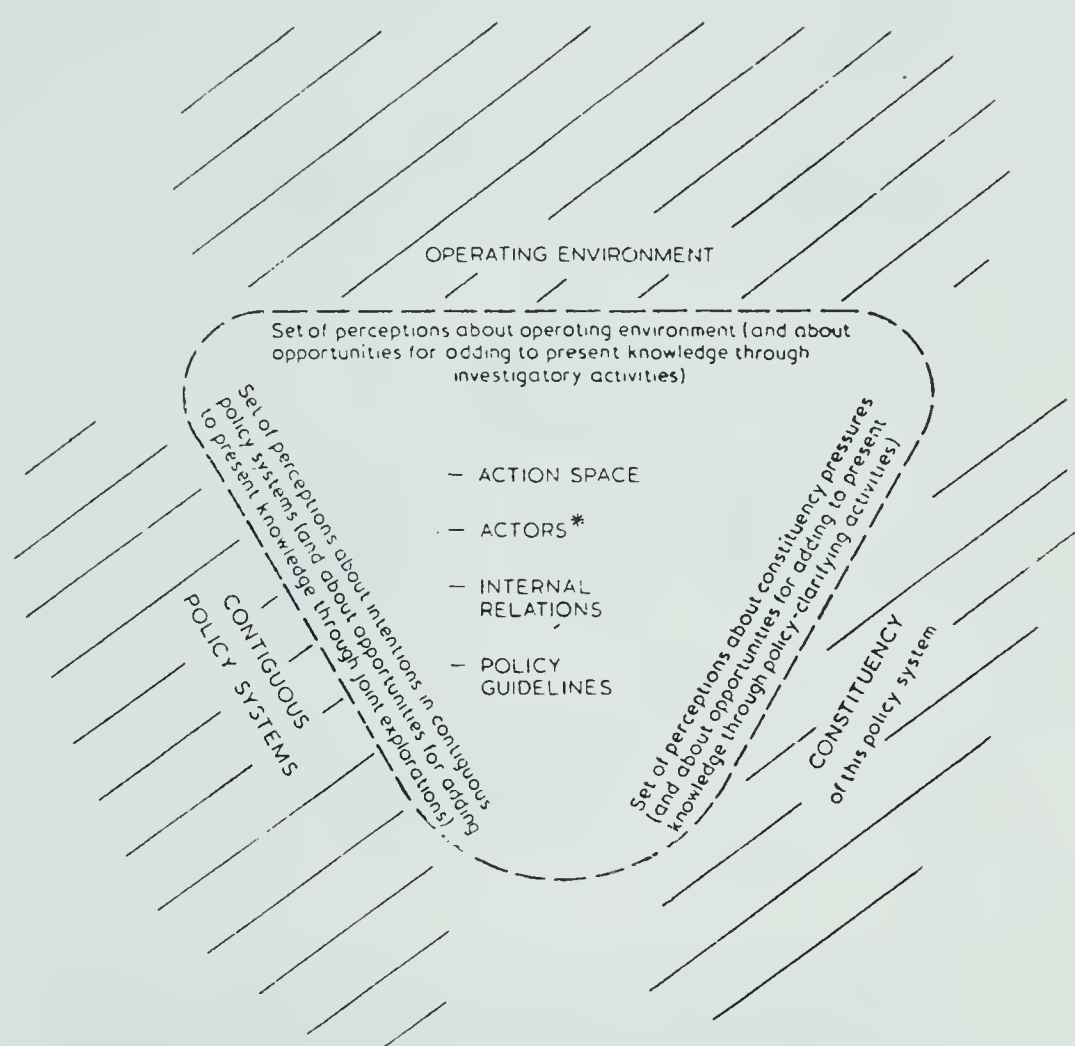 OPERATING ENVIRONMENT
Set of perceptions about operating environment (and about
opportunities for adding to present knowledge through
investigatory activities)
Set of perceptions about intentions in contiguous
policy systems (and about opportunities for adding
to present knowledge through joint explorations)
CONTIGUOUS
POLICY SYSTEMS
— ACTION SPACE
— ACTORS*
— INTERNAL
RELATIONS
— POLICY
GUIDELINES
Set of perceptions about constituency pressures
(and about opportunities for adding to present
knowledge through policy-clarifying activities)
CONSTITUENCY
of this policy system